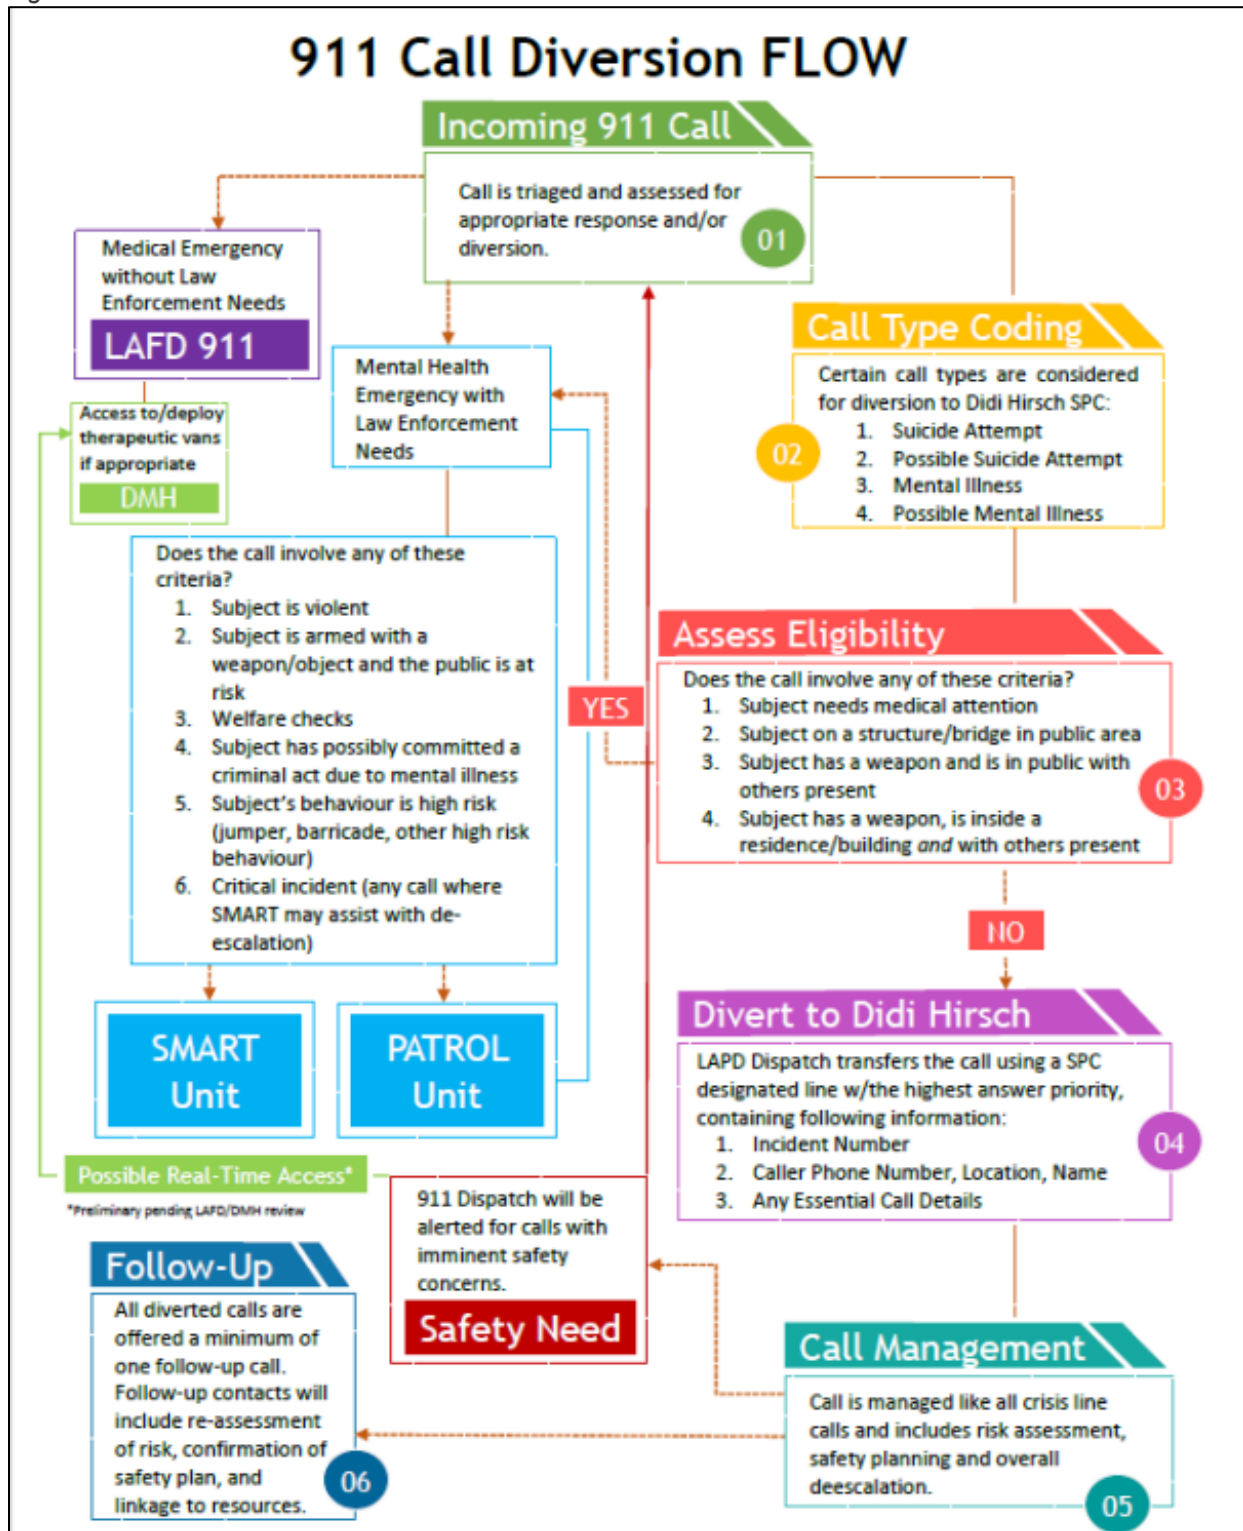 911 Call Diversion FLOW
Incoming 911 Call
Call is triaged and assessed for
appropriate response and/or
diversion.
01
Medical Emergency
without Law
Enforcement Needs
LAFD 911
Access to/deploy
therapeutic vans
if appropriate
DMH
Mental Health
Emergency with
Law Enforcement
Needs
Call Type Coding
Certain call types are considered
for diversion to Didi Hirsch SPC:
1. Suicide Attempt
2. Possible Suicide Attempt
3. Mental Illness
4. Possible Mental Illness
02
Does the call involve any of these
criteria?
1. Subject is violent
2. Subject is armed with a
weapon/object and the public is at
risk
3. Welfare checks
4. Subject has possibly committed a
criminal act due to mental illness
5. Subject's behaviour is high risk
(jumper, barricade, other high risk
behaviour)
6. Critical incident (any call where
SMART may assist with de-
escalation)
YES
Assess Eligibility
Does the call involve any of these criteria?
1. Subject needs medical attention
2. Subject on a structure/bridge in public area
3. Subject has a weapon and is in public with
others present
4. Subject has a weapon, is inside a
residence/building and with others present
03
NO
SMART
Unit
PATROL
Unit
Divert to Didi Hirsch
LAPD Dispatch transfers the call using a SPC
designated line w/the highest answer priority,
containing following information:
1. Incident Number
2. Caller Phone Number, Location, Name
3. Any Essential Call Details
04
Possible Real-Time Access*
*Preliminary pending LAFD/DMH review
911 Dispatch will be
alerted for calls with
imminent safety
concerns.
Safety Need
Call Management
Call is managed like all crisis line
calls and includes risk assessment,
safety planning and overall
deescalation.
05
Follow-Up
All diverted calls are
offered a minimum of
one follow-up call.
Follow-up contacts will
include re-assessment
of risk, confirmation of
safety plan, and
linkage to resources.
06